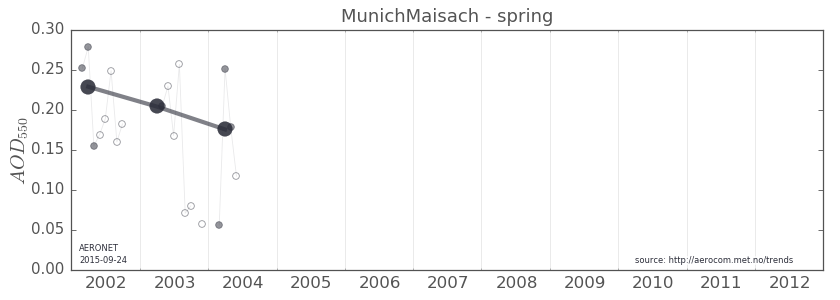 MunichMaisach - spring
0.30
0.25
0.20
0.15
0.10
0.05
0.00
AOD550
AERONET
2015-09-24
source: http://aerocom.met.no/trends
2002 2003 2004 2005 2006 2007 2008 2009 2010 2011 2012